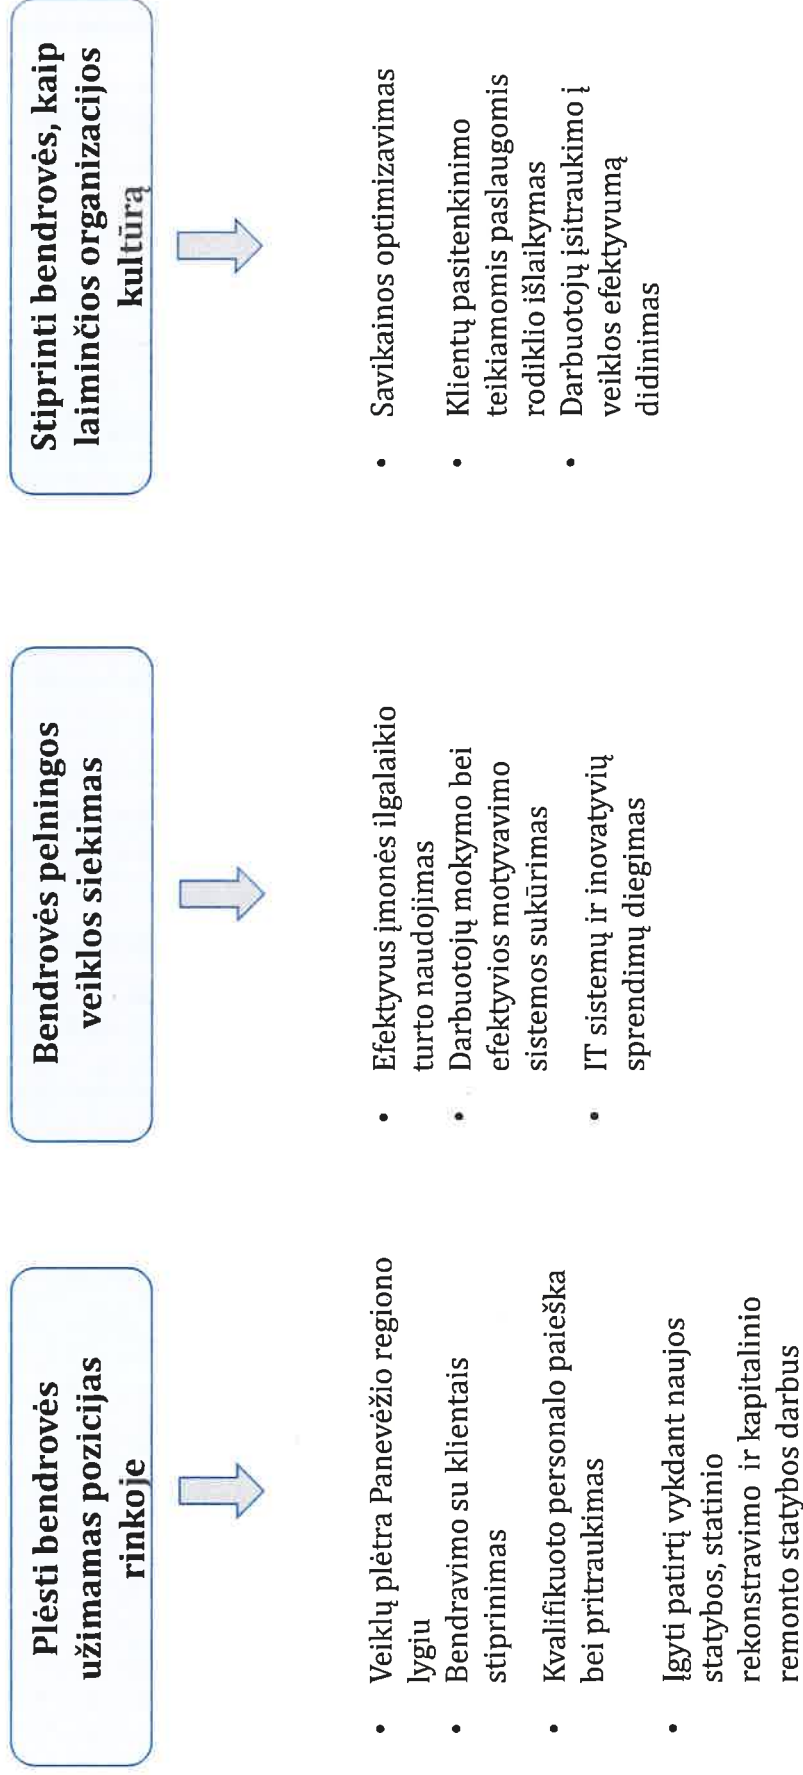 Plėsti bendrovės
užimamas pozicijas
rinkoje
• Veiklų plėtra Panevėžio regiono
lygiu
• Bendravimo su klientais
stiprinimas
• Kvalifikuoto personalo paieška
bei pritraukimas
• Įgyti patirtį vykdant naujos
statybos, statinio
rekonstravimo ir kapitalinio
remonto statybos darbus
Bendrovės pelningos
veiklos siekimas
• Efektyvus įmonės ilgalaikio
turto naudojimas
• Darbuotojų mokymo bei
efektyvios motyvavimo
sistemos sukūrimas
• IT sistemų ir inovatyvių
sprendimų diegimas
Stiprinti bendrovės, kaip
laiminčios organizacijos
kultūrą
• Savikainos optimizavimas
• Klientų pasitenkinimo
teikiamomis paslaugomis
rodiklio išlaikymas
• Darbuotojų įsitraukimo į
veiklos efektyvumą
didinimas